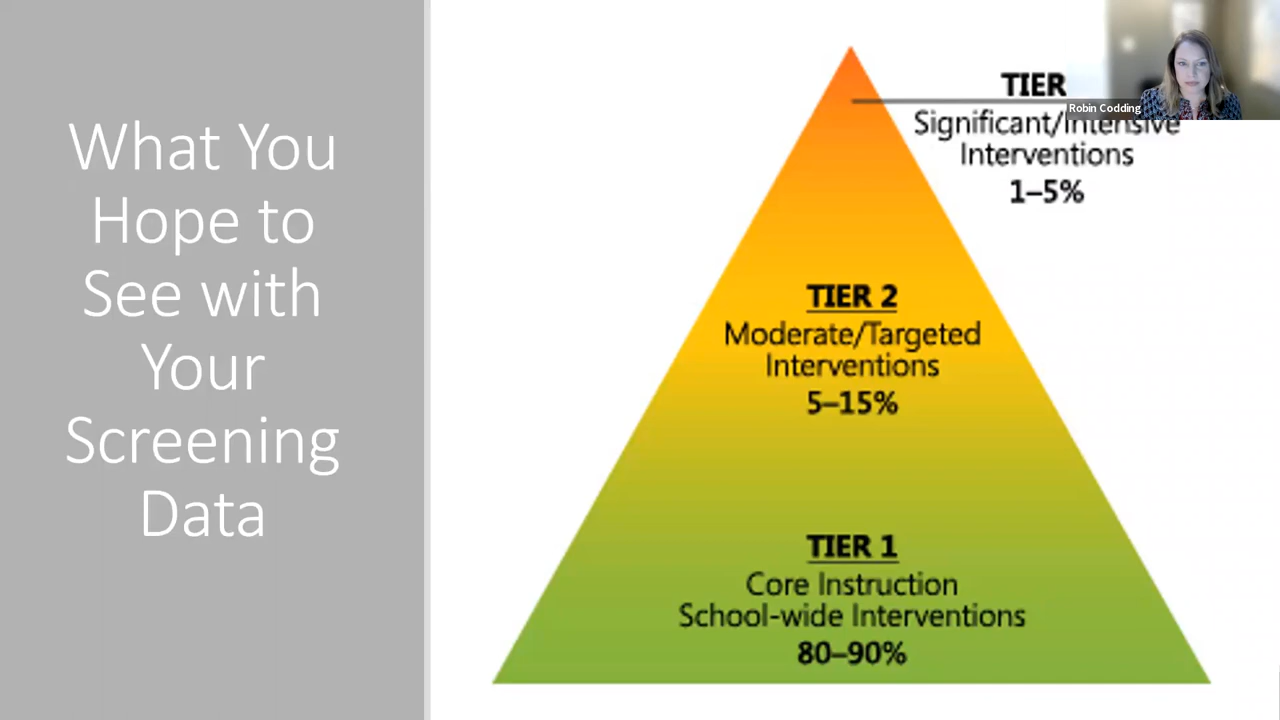 What You
Hope to
See with
Your
Screening
Data
TIER
Robin Codding
Significant/Intensive
Interventions
1–5%
TIER 2
Moderate/Targeted
Interventions
5–15%
TIER 1
Core Instruction
School-wide Interventions
80–90%